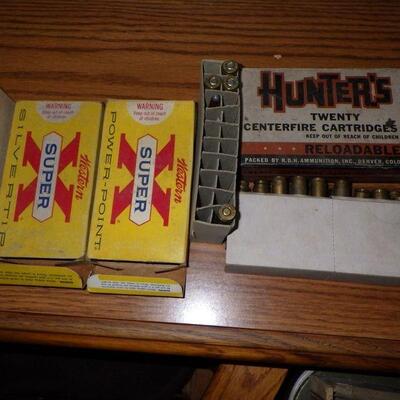 WARNING
Keep out of reach
of children
Western
SUPER
X
SILVERTIP
WARNING
Keep out of reach
of children
Western
SUPER
X
POWER-POINT
HUNTER'S
TWENTY
CENTERFIRE CARTRIDGES
KEEP OUT OF REACH OF CHILDREN
RELOADABLE
PACKED BY AMMUNITION, INC., DENVER, COLO